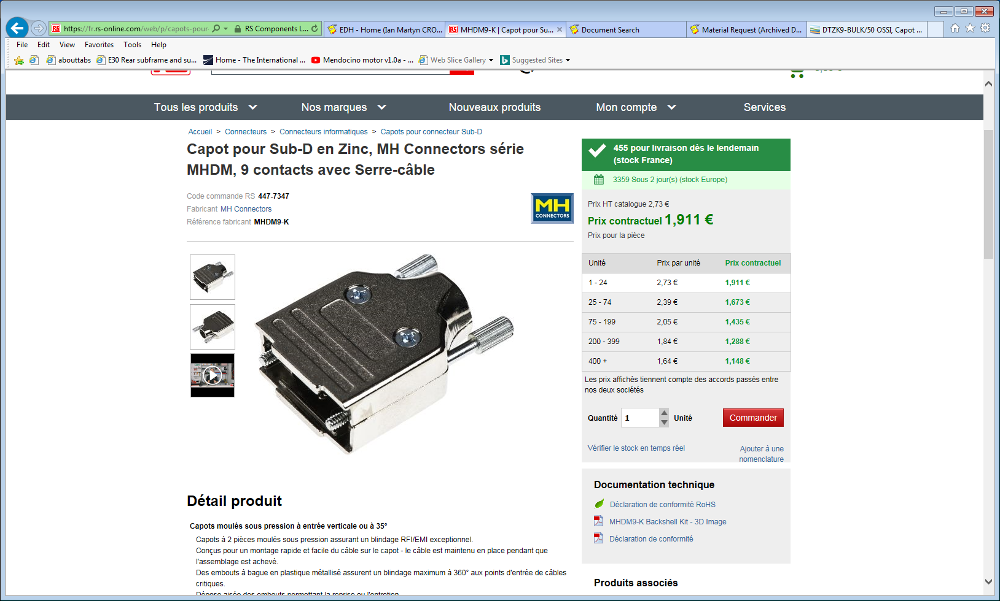 https://fr.rs-online.com/web/p/capots-pour-
RS Components L...
EDH - Home (Ian Martyn CRO...
MHDM9-K | Capot pour Su...
Document Search
Material Request (Archived D...
DTZK9-BULK/50 OSSI, Capot ...
File Edit View Favorites Tools Help
abouttabs
E30 Rear subframe and su...
Home - The International ...
Mendocino motor v1.0a - ...
Web Slice Gallery
Suggested Sites
Tous les produits
Nos marques
Nouveaux produits
Mon compte
Services
Accueil > Connecteurs > Connecteurs informatiques > Capots pour connecteur Sub-D
Capot pour Sub-D en Zinc, MH Connectors série
MHDM, 9 contacts avec Serre-câble
Code commande RS 447-7347
Fabricant MH Connectors
Référence fabricant MHDM9-K
MH
CONNECTORS
455 pour livraison dès le lendemain
(stock France)
3359 Sous 2 jour(s) (stock Europe)
Prix HT catalogue 2,73 €
Prix contractuel 1,911 €
Prix pour la pièce
Unité Prix par unité Prix contractuel
1 - 24 2,73 € 1,911 €
25 - 74 2,39 € 1,673 €
75 - 199 2,05 € 1,435 €
200 - 399 1,84 € 1,288 €
400 + 1,64 € 1,148 €
Les prix affichés tiennent compte des accords passés entre
nos deux sociétés
Quantité 1 Unité Commander
Vérifier le stock en temps réel
Ajouter à une
nomenclature
Documentation technique
Déclaration de conformité RoHS
MHDM9-K Backshell Kit - 3D Image
Déclaration de conformité
Produits associés
Détail produit
Capots moulés sous pression à entrée verticale ou à 35°
Capots à 2 pièces moulés sous pression assurant un blindage RFI/EMI exceptionnel.
Conçus pour un montage rapide et facile du câble sur le capot - le câble est maintenu en place pendant que
l'assemblage est achevé.
Des embouts à bague en plastique métallisé assurent un blindage maximum à 360° aux points d'entrée de câbles
critiques.
Dépose aisée des embouts permettant la reprise ou l'entretien